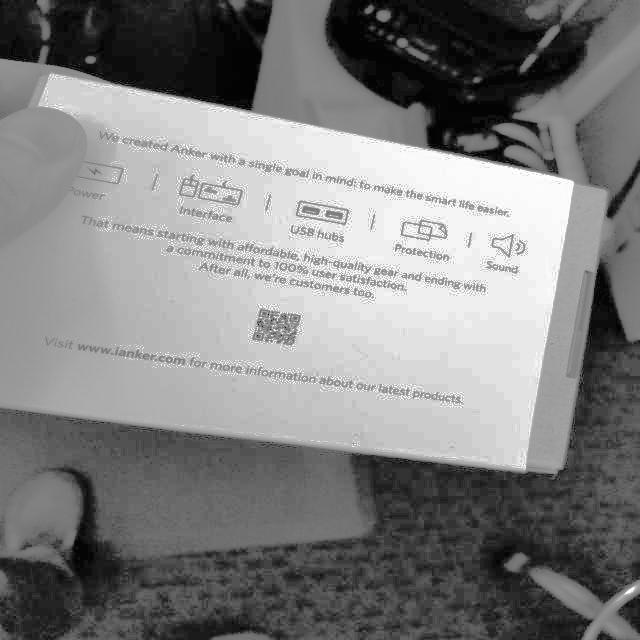 We created Anker with a single goal in mind: to make the smart life easier.
Power
Interface
USB hubs
Protection
Sound
That means starting with affordable, high-quality gear and ending with
a commitment to 100% user satisfaction.
After all, we're customers too.
Visit www.ianker.com for more information about our latest products.